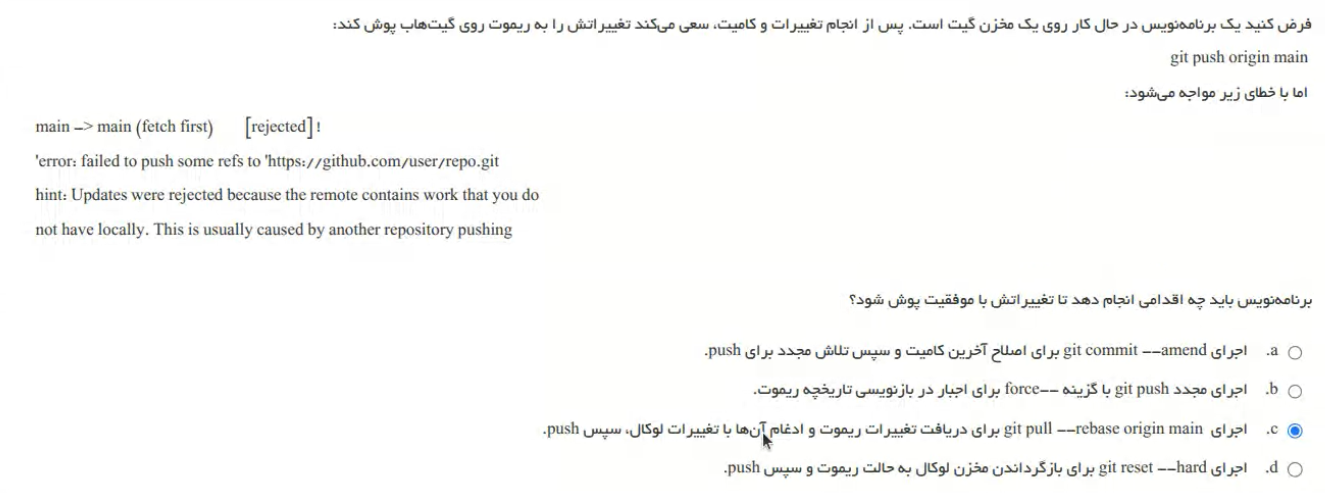 فرض کنید یک برنامه‌نویس در حال کار روی یک مخزن گیت است. پس از انجام تغییرات و کامیت، سعی می‌کند تغییراتش را به ریموت روی گیت‌هاب پوش کند:
git push origin main
اما با خطای زیر مواجه می‌شود:
main –> main (fetch first) [rejected] !
'error: failed to push some refs to 'https://github.com/user/repo.git
hint: Updates were rejected because the remote contains work that you do
not have locally. This is usually caused by another repository pushing
برنامه‌نویس باید چه اقدامی انجام دهد تا تغییراتش با موفقیت پوش شود؟
a. اجرای git commit --amend برای اصلاح آخرین کامیت و سپس تلاش مجدد برای push.
b. اجرای مجدد git push با گزینه --force برای اجبار در بازنویسی تاریخچه ریموت.
c. اجرای git pull --rebase origin main برای دریافت تغییرات ریموت و ادغام آن‌ها با تغییرات لوکال، سپس push.
d. اجرای git reset --hard برای بازگرداندن مخزن لوکال به حالت ریموت و سپس push.